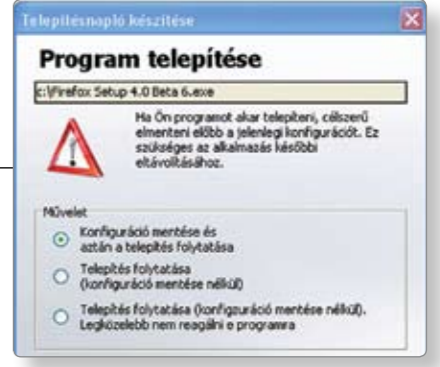 Telepítésnapló készítése
Program telepítése
c:\Firefox Setup 4.0 Beta 6.exe
Ha Ön programot akar telepíteni, célszerű
elmenteni előbb a jelenlegi konfigurációt. Ez
szükséges az alkalmazás későbbi
eltávolításához.
Művelet
Konfiguráció mentése és
aztán a telepítés folytatása
Telepítés folytatása
(konfiguráció mentése nélkül)
Telepítés folytatása (konfigzuráció mentése nélkül).
Legközelebb nem reagálni e programra